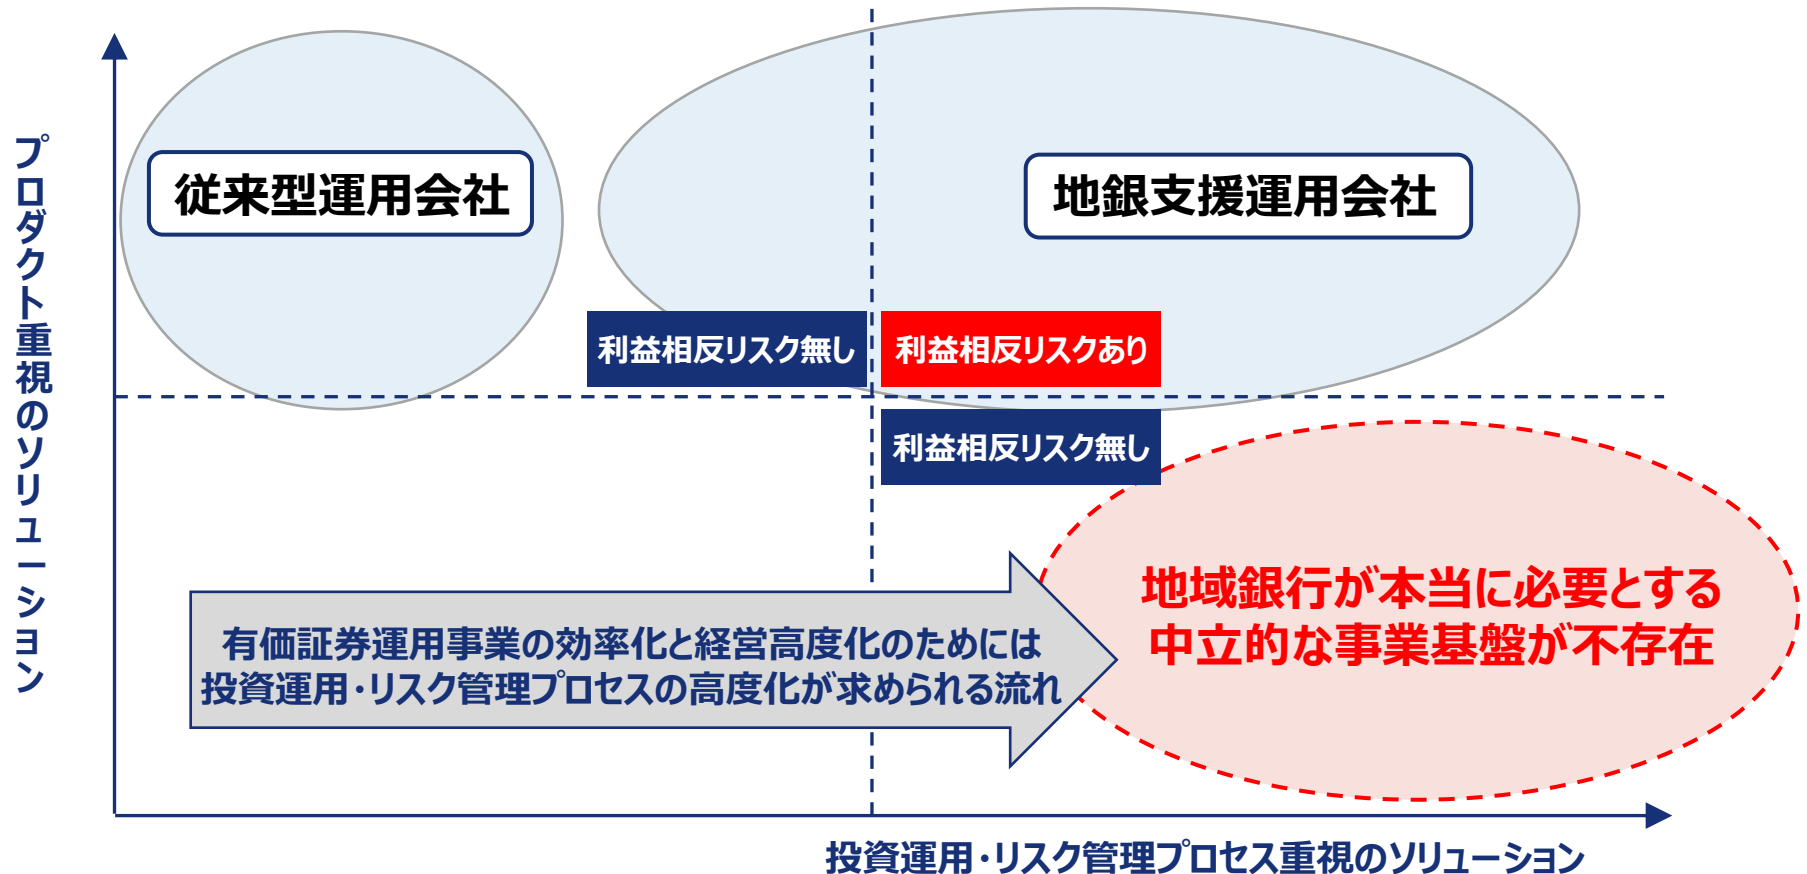 プロダクト重視のソリューション
従来型運用会社
地銀支援運用会社
利益相反リスク無し
利益相反リスクあり
利益相反リスク無し
有価証券運用事業の効率化と経営高度化のためには
投資運用・リスク管理プロセスの高度化が求められる流れ
地域銀行が本当に必要とする
中立的な事業基盤が不存在
投資運用・リスク管理プロセス重視のソリューション